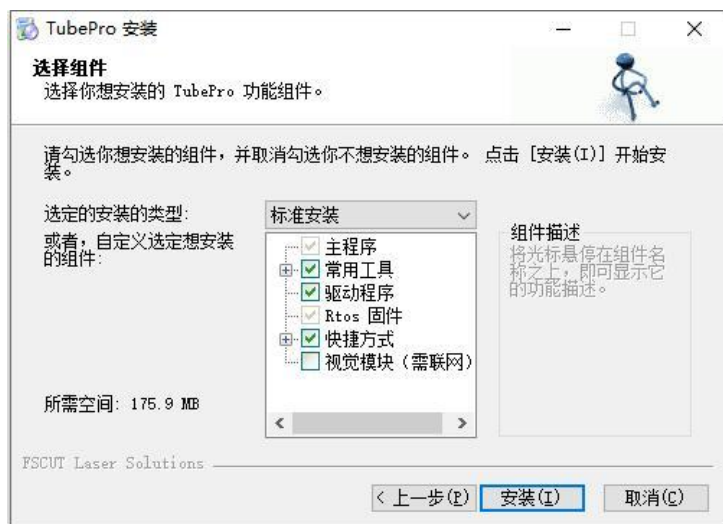 TubePro 安装
选择组件
选择你想安装的 TubePro 功能组件。
请勾选你想安装的组件，并取消勾选你不想安装的组件。 点击 [安装(I)] 开始安
装。
选定的安装的类型:
标准安装
或者，自定义选定想安装
的组件:
主程序
常用工具
驱动程序
Rtos 固件
快捷方式
视觉模块（需联网）
组件描述
将光标悬停在组件名
称之上，即可显示它
的功能描述。
所需空间: 175.9 MB
FSCUT Laser Solutions
< 上一步(P)
安装(I)
取消(C)